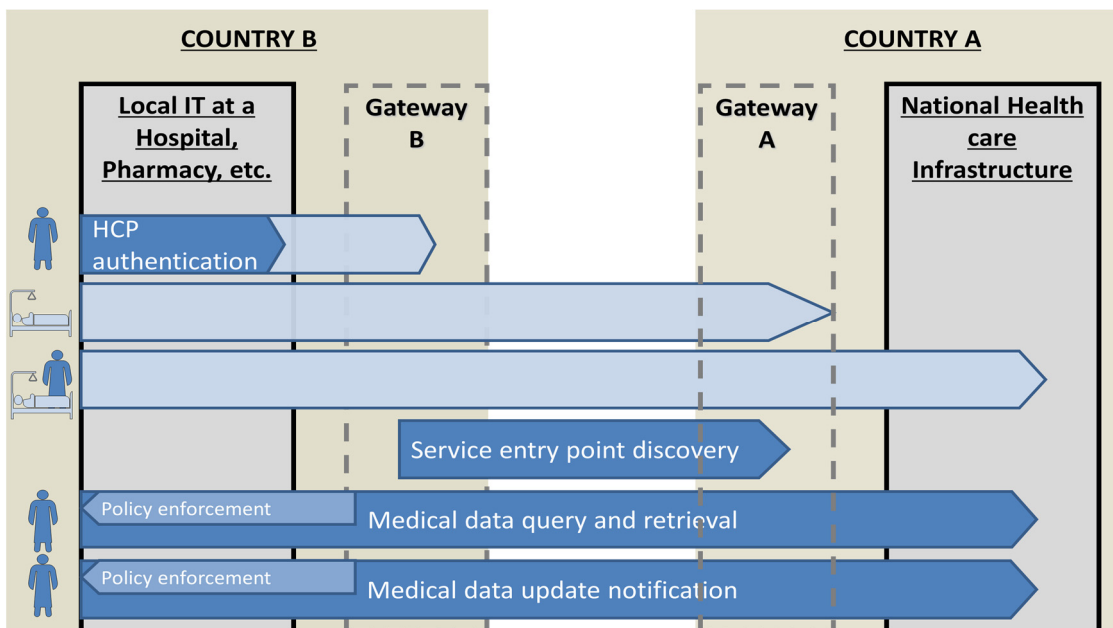 COUNTRY B
COUNTRY A
Local IT at a
Hospital,
Pharmacy, etc.
Gateway
B
Gateway
A
National Health
care
Infrastructure
HCP
authentication
Service entry point discovery
Policy enforcement
Medical data query and retrieval
Policy enforcement
Medical data update notification